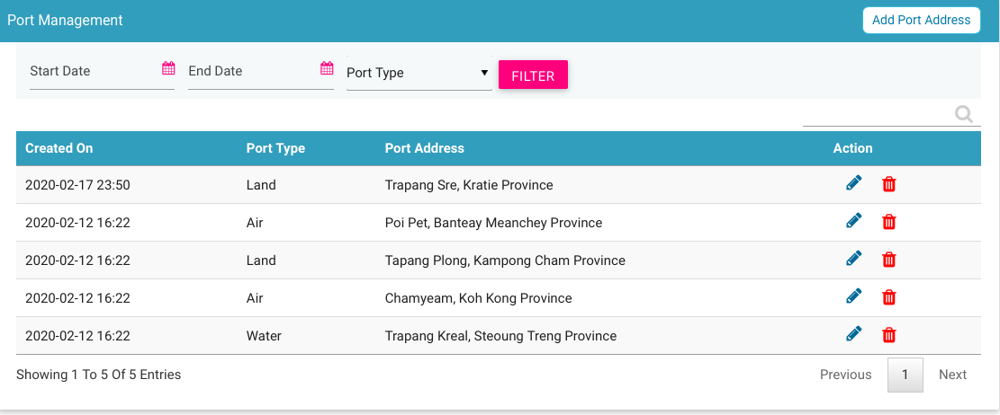 Port Management
Add Port Address
Start Date End Date Port Type FILTER
Created On Port Type Port Address Action
2020-02-17 23:50 Land Trapang Sre, Kratie Province
2020-02-12 16:22 Air Poi Pet, Banteay Meanchey Province
2020-02-12 16:22 Land Tapang Plong, Kampong Cham Province
2020-02-12 16:22 Air Chamyeam, Koh Kong Province
2020-02-12 16:22 Water Trapang Kreal, Steoung Treng Province
Showing 1 To 5 Of 5 Entries Previous 1 Next